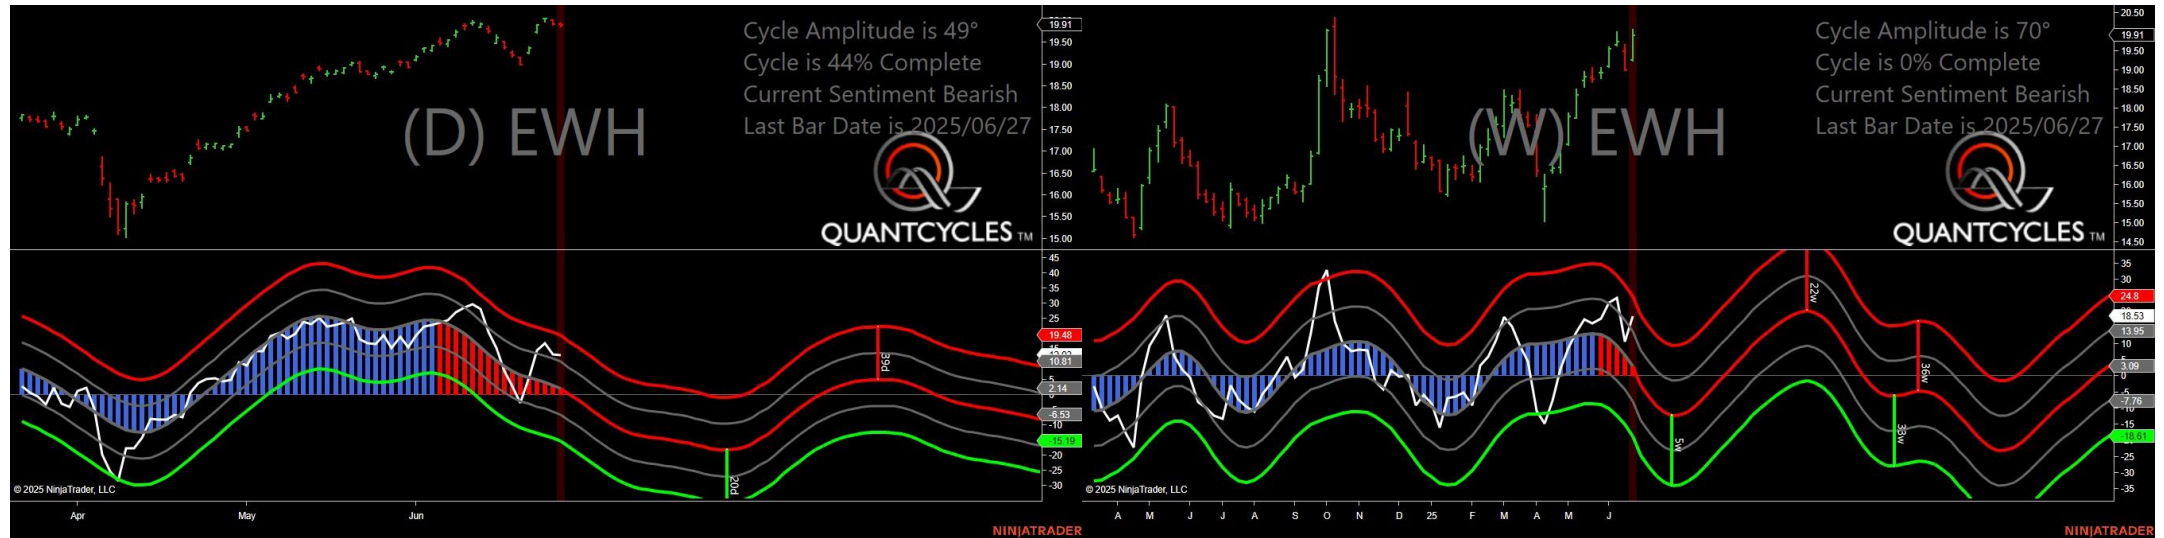 Cycle Amplitude is 49°
Cycle is 44% Complete
Current Sentiment Bearish
Last Bar Date is 2025/06/27
(D) EWH
QUANTCYCLES TM
19.91
19.50
19.00
18.50
18.00
17.50
17.00
16.50
16.00
15.50
15.00
45
40
35
30
25
19.48
10.81
5
2.14
-6.53
-10
-15.19
-20
-25
-30
39d
20d
© 2025 NinjaTrader, LLC
Apr May Jun
NINJATRADER
Cycle Amplitude is 70°
Cycle is 0% Complete
Current Sentiment Bearish
Last Bar Date is 2025/06/27
(W) EWH
QUANTCYCLES TM
20.50
19.91
19.50
19.00
18.50
18.00
17.50
17.00
16.50
16.00
15.50
15.00
14.50
35
30
24.8
18.53
13.95
10
5
3.09
0
-5
-7.76
-10
-15
-18.61
-25
-30
-35
22w
36w
5w
38w
© 2025 NinjaTrader, LLC
A M J J A S O N D 25 F M A M J
NINJATRADER